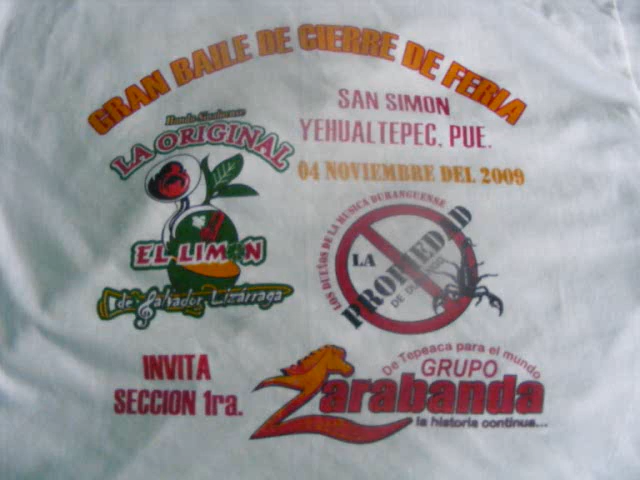 GRAN BAILE DE CIERRE DE FERIA
SAN SIMON
YEHUALTEPEC, PUE.
04 NOVIEMBRE DEL 2009
Banda Sinaloense
LA ORIGINAL
EL LIMÓN
de Salvador Lizárraga
LOS DUEÑOS DE LA MUSICA DURANGUENSE
LA
PROPIEDAD
DE DURANGO
INVITA
SECCION 1ra.
De Tepeaca para el mundo
GRUPO
Zarabanda
la historia continua...